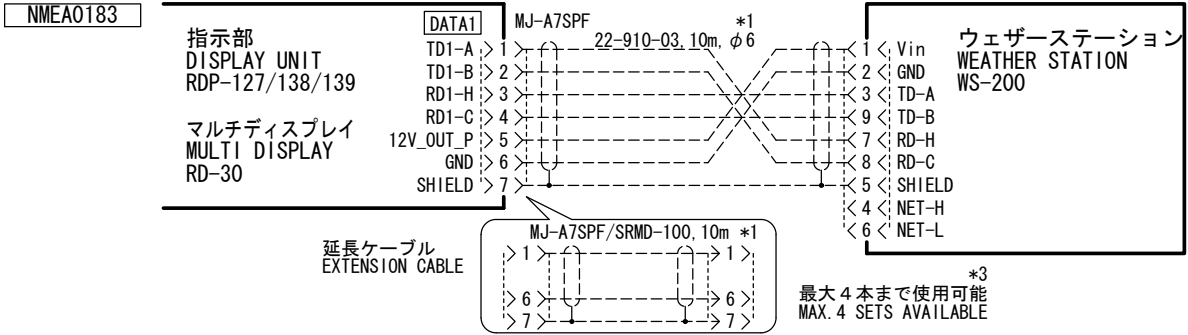 NMEA0183
指示部
DISPLAY UNIT
RDP-127/138/139
マルチディスプレイ
MULTI DISPLAY
RD-30
DATA1
TD1-A 1
TD1-B 2
RD1-H 3
RD1-C 4
12V_OUT_P 5
GND 6
SHIELD 7
MJ-A7SPF *1
22-910-03,10m,φ6
1 Vin
2 GND
3 TD-A
9 TD-B
7 RD-H
8 RD-C
5 SHIELD
4 NET-H
6 NET-L
ウェザーステーション
WEATHER STATION
WS-200
延長ケーブル
EXTENSION CABLE
MJ-A7SPF/SRMD-100,10m *1
1 1
6 6
7 7
*3
最大4本まで使用可能
MAX.4 SETS AVAILABLE